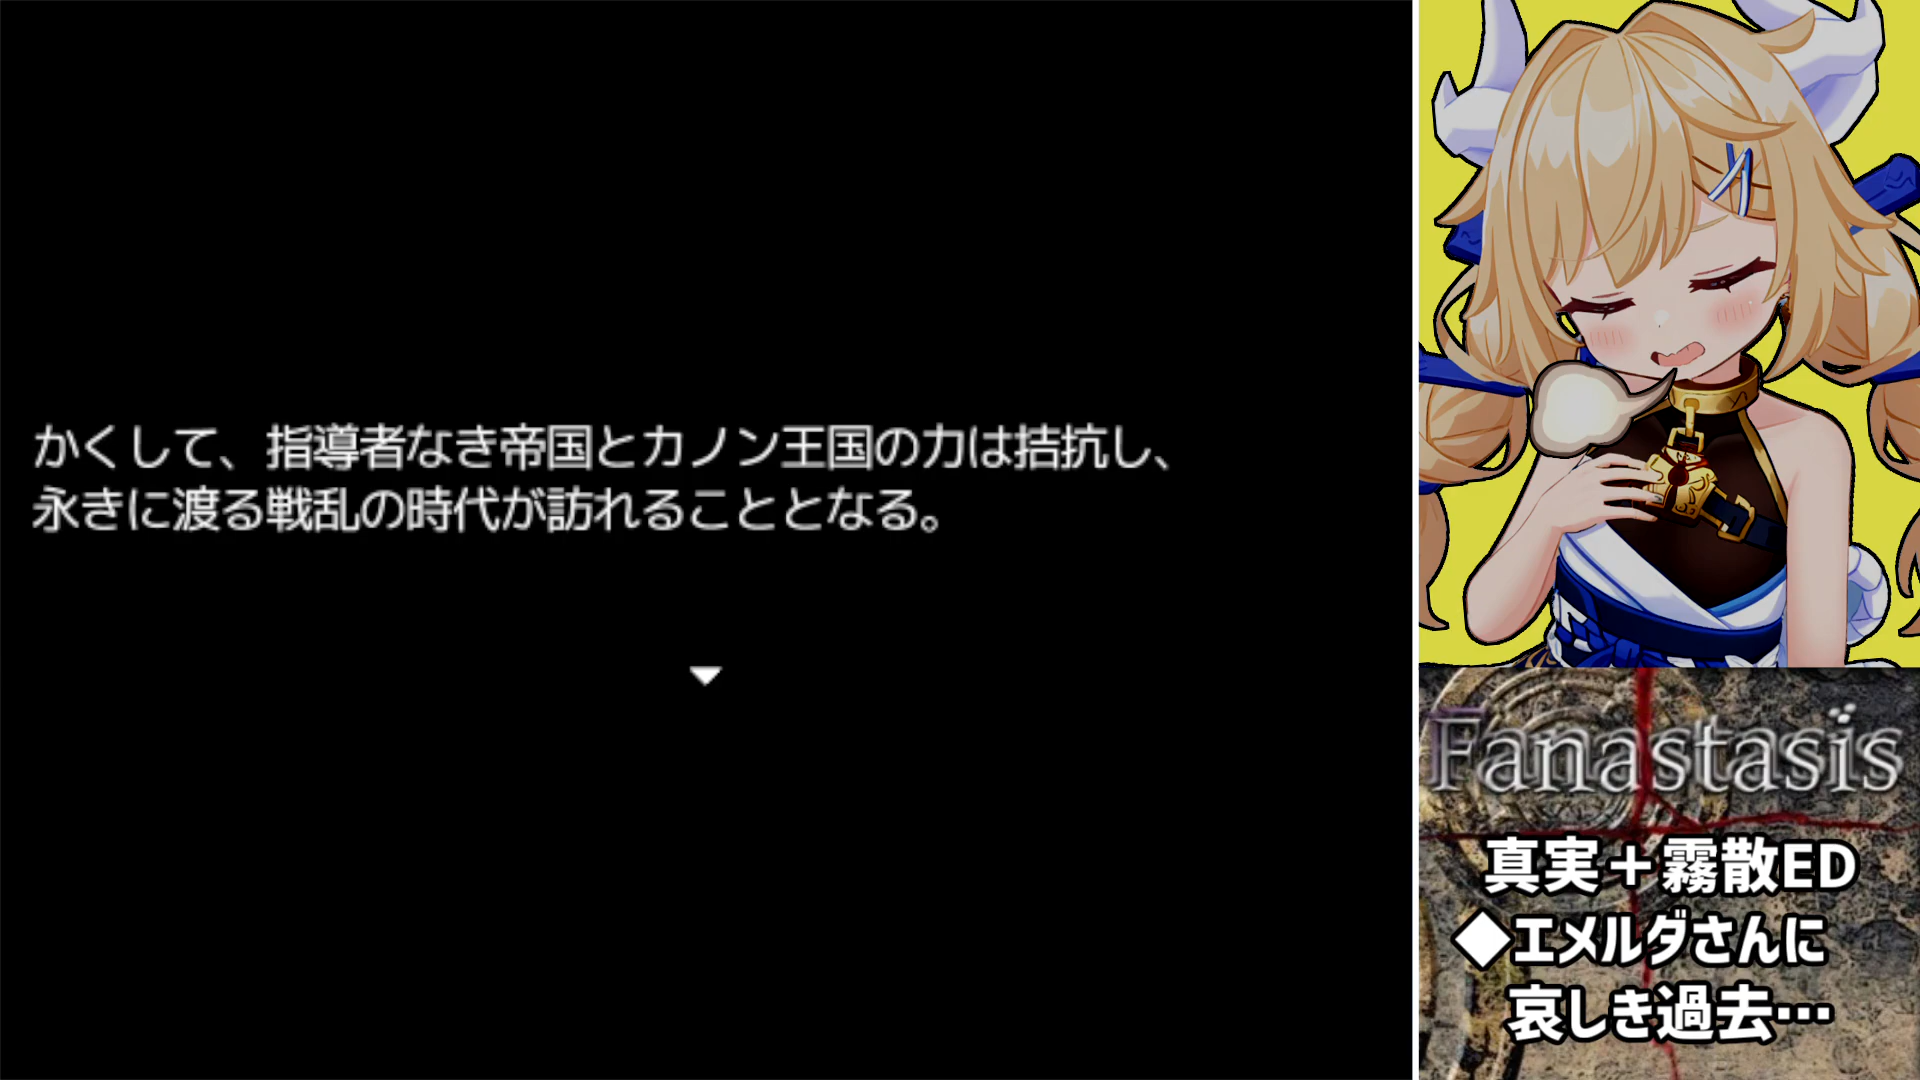 かくして、指導者なき帝国とカノン王国の力は拮抗し、
永きに渡る戦乱の時代が訪れることとなる。
Fanastasis
真実＋霧散ED
◆エメルダさんに
哀しき過去…